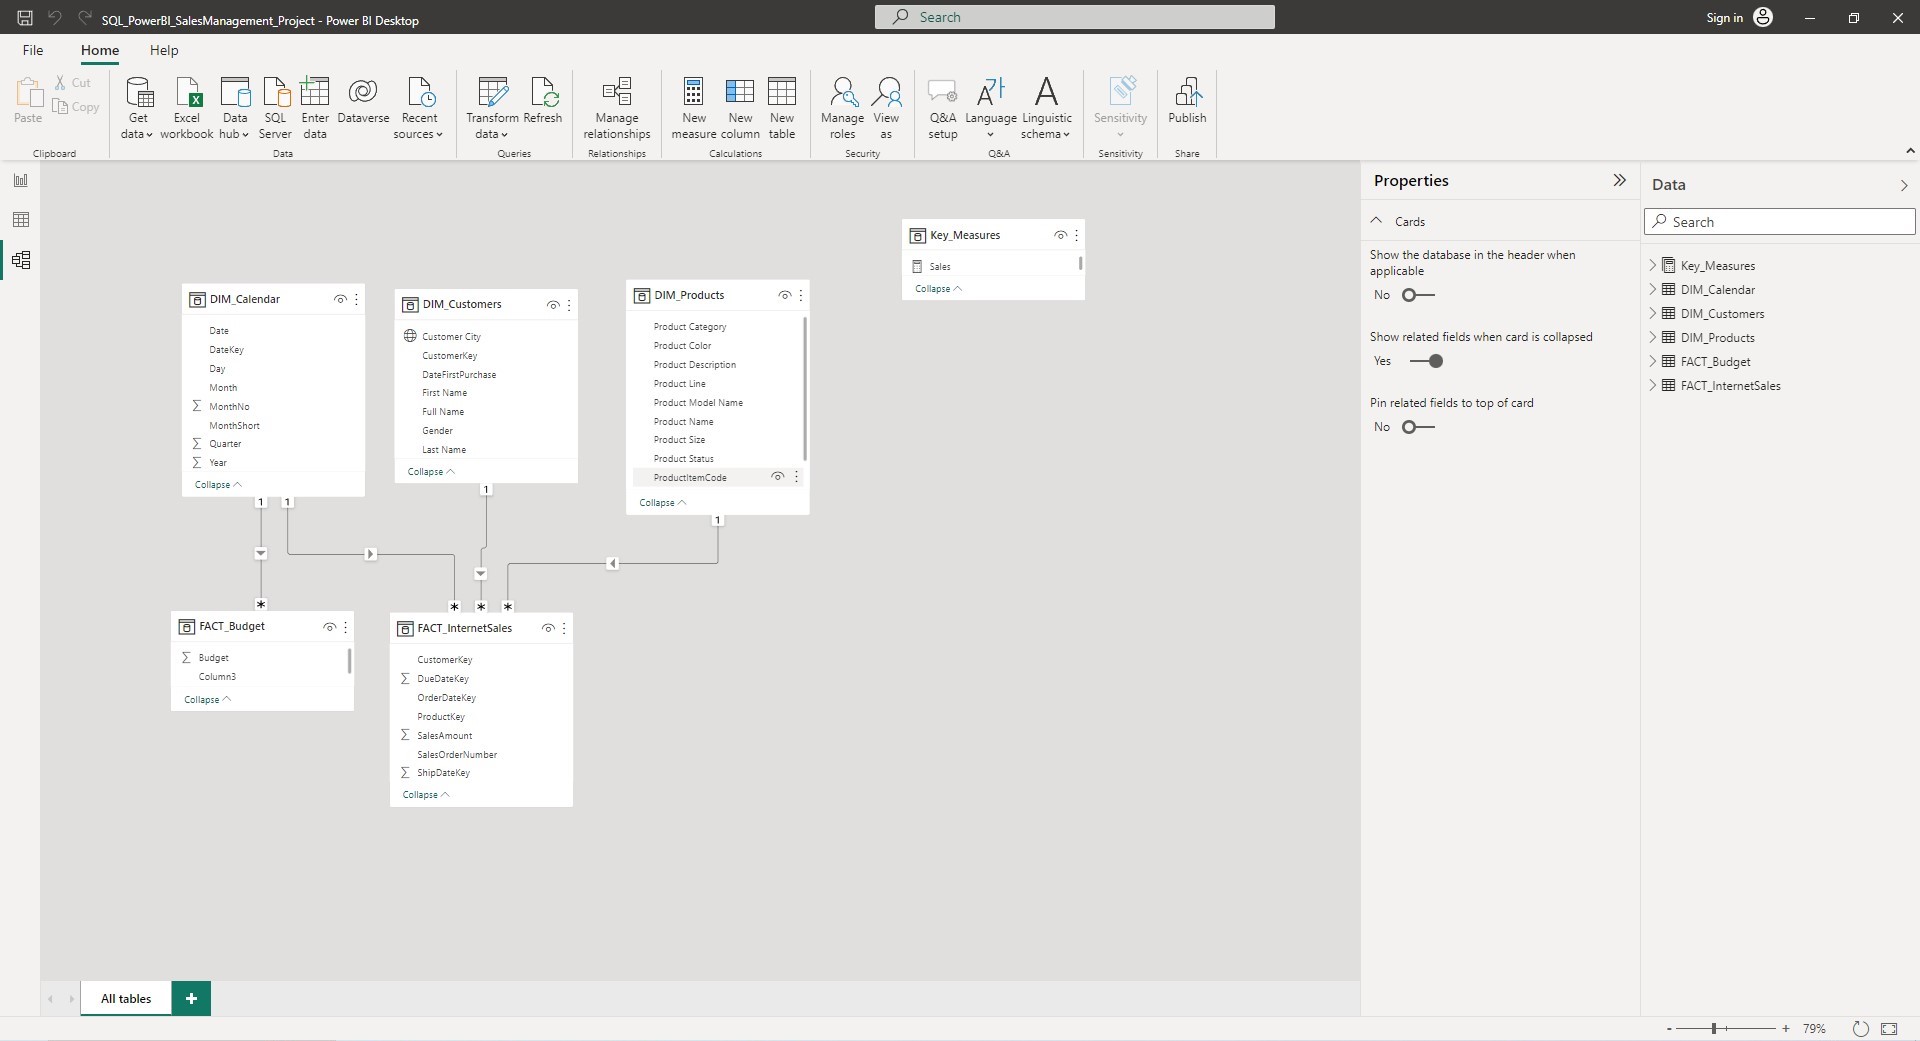 SQL_PowerBI_SalesManagement_Project - Power BI Desktop
Search
Sign in
File
Home
Help
Paste
Cut
Copy
Clipboard
Get data
Excel workbook
Data hub
SQL Server
Enter data
Dataverse
Recent sources
Data
Transform data
Refresh
Queries
Manage relationships
Relationships
New measure
New column
New table
Calculations
Manage roles
View as
Security
Q&A setup
Language
Linguistic schema
Q&A
Sensitivity
Sensitivity
Publish
Share
Key_Measures
Sales
Collapse
DIM_Calendar
Date
DateKey
Day
Month
MonthNo
MonthShort
Quarter
Year
Collapse
DIM_Customers
Customer City
CustomerKey
DateFirstPurchase
First Name
Full Name
Gender
Last Name
Collapse
DIM_Products
Product Category
Product Color
Product Description
Product Line
Product Model Name
Product Name
Product Size
Product Status
ProductItemCode
Collapse
1
1
1
1
*
*
*
*
FACT_Budget
Budget
Column3
Collapse
FACT_InternetSales
CustomerKey
DueDateKey
OrderDateKey
ProductKey
SalesAmount
SalesOrderNumber
ShipDateKey
Collapse
Properties
Cards
Show the database in the header when
applicable
No
Show related fields when card is collapsed
Yes
Pin related fields to top of card
No
Data
Search
Key_Measures
DIM_Calendar
DIM_Customers
DIM_Products
FACT_Budget
FACT_InternetSales
All tables
+
- + 79%